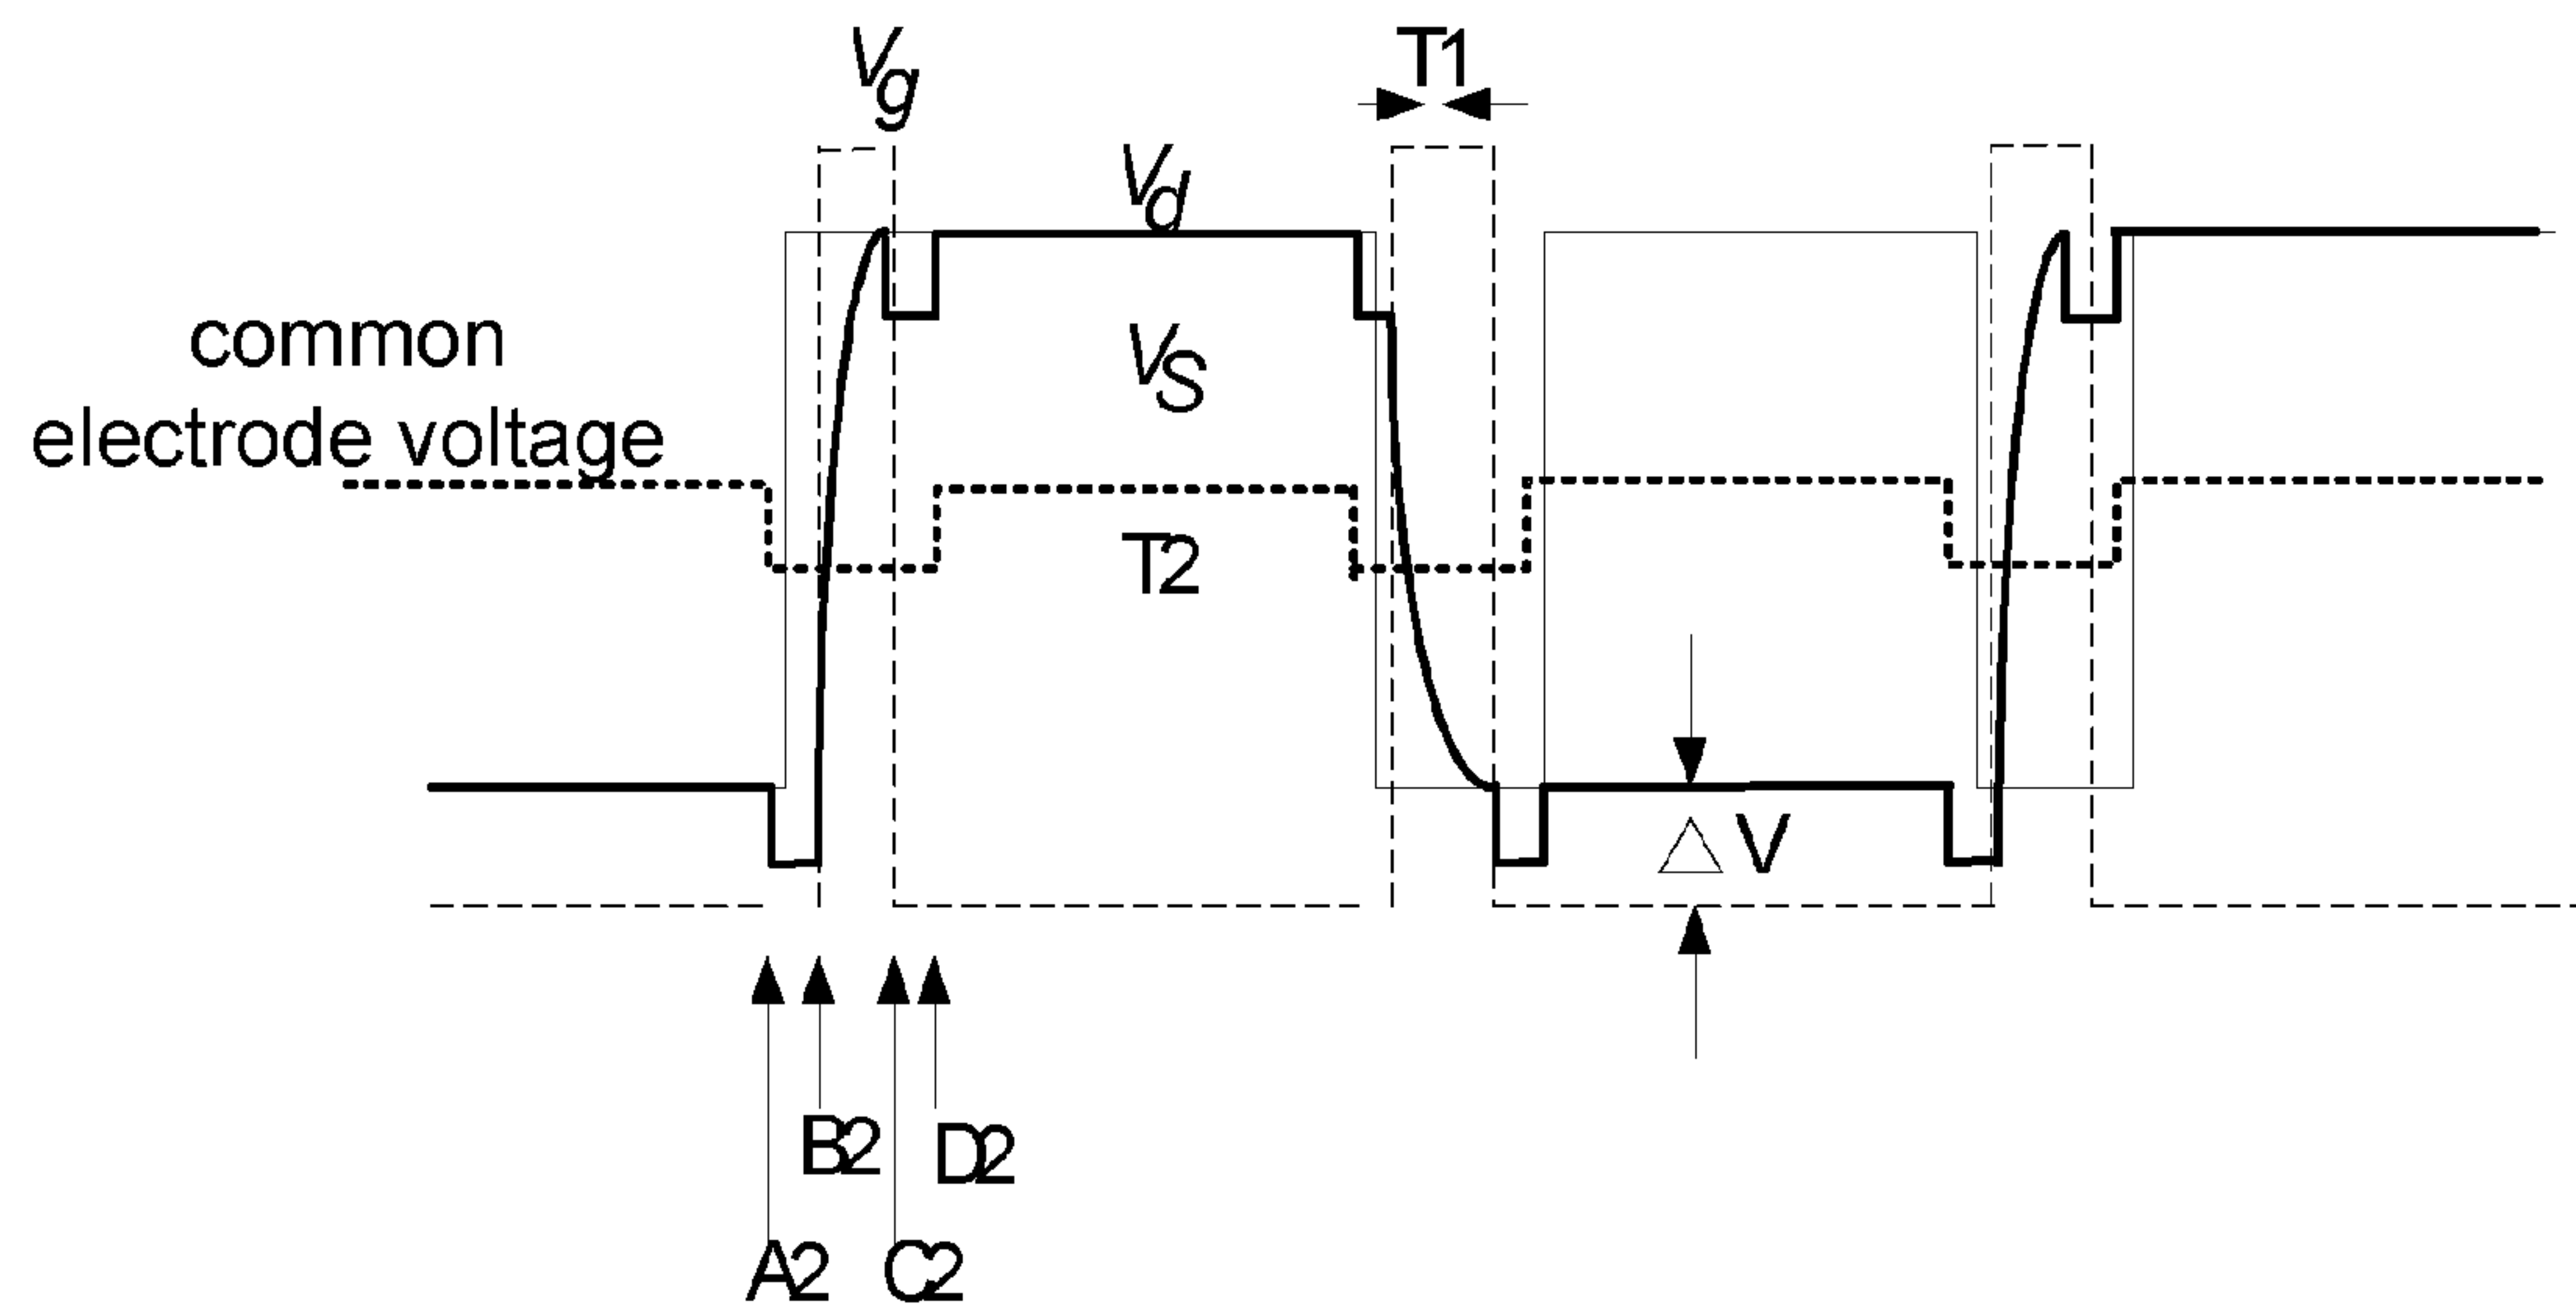 Vg
T1
Vd
common
electrode voltage
VS
T2
△V
B2
D2
A2
C2